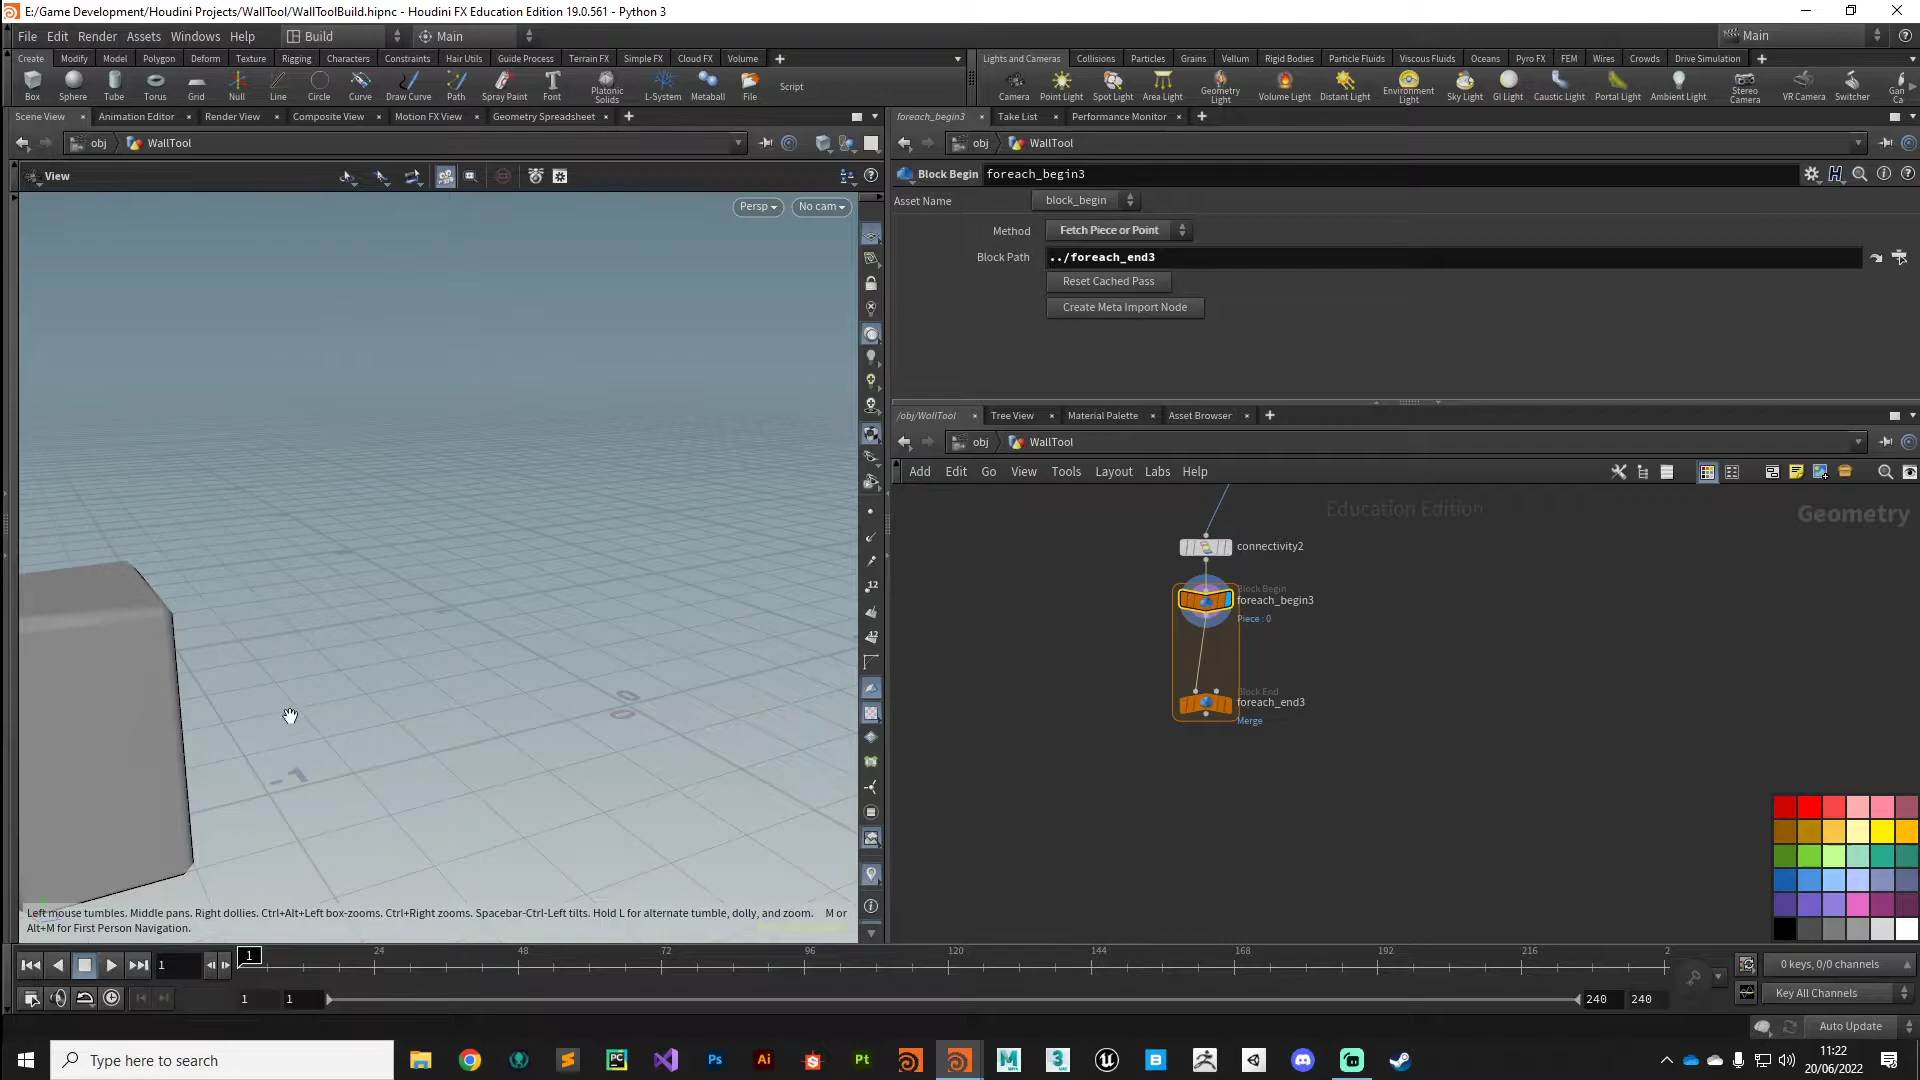 E:/Game Development/Houdini Projects/WallTool/WallToolBuild.hipnc - Houdini FX Education Edition 19.0.561 - Python 3
File Edit Render Assets Windows Help Build Main Main
Create Modify Model Polygon Deform Texture Rigging Characters Constraints Hair Utils Guide Process Terrain FX Simple FX Cloud FX Volume
Lights and Cameras Collisions Particles Grains Vellum Rigid Bodies Particle Fluids Viscous Fluids Oceans Pyro FX FEM Wires Crowds Drive Simulation
Box Sphere Tube Torus Grid Null Line Circle Curve Draw Curve Path Spray Paint Font Platonic Solids L-System Metaball File Script
Camera Point Light Spot Light Area Light Geometry Light Volume Light Distant Light Environment Light Sky Light GI Light Caustic Light Portal Light Ambient Light Stereo Camera VR Camera Switcher
Scene View Animation Editor Render View Composite View Motion FX View Geometry Spreadsheet
foreach_begin3 Take List Performance Monitor
obj WallTool
obj WallTool
View
Persp No cam
Block Begin foreach_begin3
Asset Name block_begin
Method Fetch Piece or Point
Block Path ../foreach_end3
Reset Cached Pass
Create Meta Import Node
/obj/WallTool Tree View Material Palette Asset Browser
obj WallTool
Add Edit Go View Tools Layout Labs Help
Education Edition
Geometry
connectivity2
Block Begin
foreach_begin3
Piece : 0
Block End
foreach_end3
Merge
0
0
-1
12
12
Left mouse tumbles. Middle pans. Right dollies. Ctrl+Alt+Left box-zooms. Ctrl+Right zooms. Spacebar-Ctrl-Left tilts. Hold L for alternate tumble, dolly, and zoom. M or
Alt+M for First Person Navigation.
1 1 24 48 72 96 120 144 168 192 216 2
0 keys, 0/0 channels
1 1 240 240
Key All Channels
Auto Update
Type here to search
11:22
20/06/2022